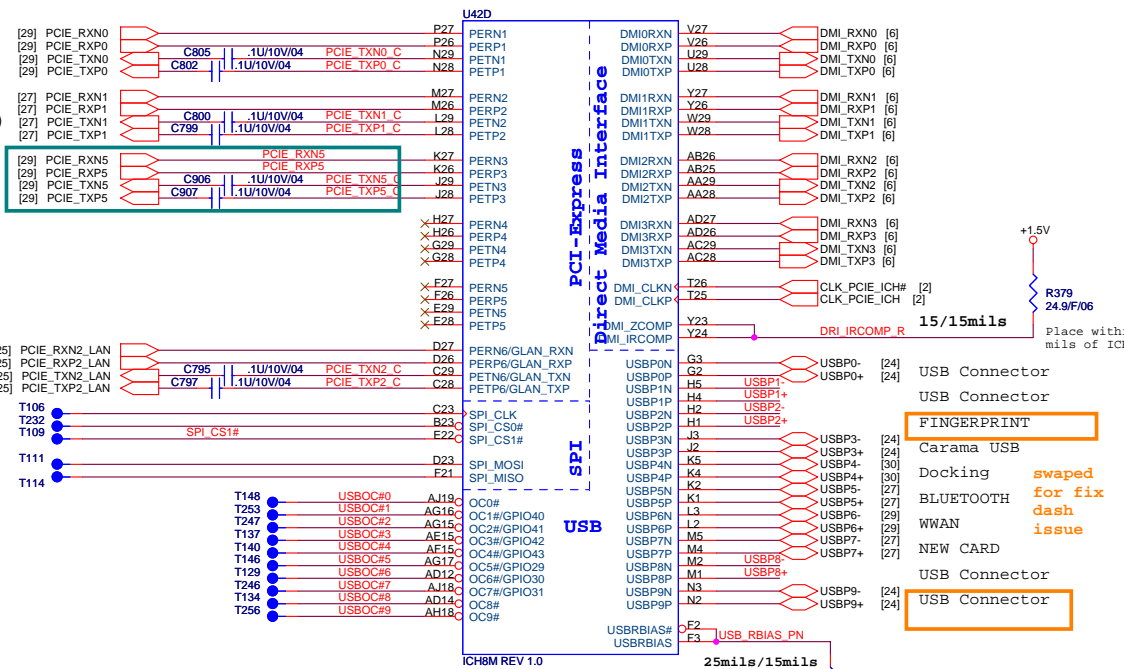 U42D
[29] PCIE_RXN0 P27 PERN1 DMI0RXN V27 DMI_RXN0 [6]
[29] PCIE_RXP0 P26 PERP1 DMI0RXP V26 DMI_RXP0 [6]
[29] PCIE_TXN0 C805 .1U/10V/04 PCIE_TXN0_C N29 PETN1 DMI0TXN U29 DMI_TXN0 [6]
[29] PCIE_TXP0 C802 .1U/10V/04 PCIE_TXP0_C N28 PETP1 DMI0TXP U28 DMI_TXP0 [6]
[27] PCIE_RXN1 M27 PERN2 DMI1RXN Y27 DMI_RXN1 [6]
[27] PCIE_RXP1 M26 PERP2 DMI1RXP Y26 DMI_RXP1 [6]
[27] PCIE_TXN1 C800 .1U/10V/04 PCIE_TXN1_C L29 PETN2 DMI1TXN W29 DMI_TXN1 [6]
[27] PCIE_TXP1 C799 .1U/10V/04 PCIE_TXP1_C L28 PETP2 DMI1TXP W28 DMI_TXP1 [6]
[29] PCIE_RXN5 PCIE_RXN5 K27 PERN3 DMI2RXN AB26 DMI_RXN2 [6]
[29] PCIE_RXP5 PCIE_RXP5 K26 PERP3 DMI2RXP AB25 DMI_RXP2 [6]
[29] PCIE_TXN5 C906 .1U/10V/04 PCIE_TXN5_C J29 PETN3 DMI2TXN AA29 DMI_TXN2 [6]
[29] PCIE_TXP5 C907 .1U/10V/04 PCIE_TXP5_C J28 PETP3 DMI2TXP AA28 DMI_TXP2 [6]
PCI-Express
Direct Media Interface
H27 PERN4 DMI3RXN AD27 DMI_RXN3 [6]
H26 PERP4 DMI3RXP AD26 DMI_RXP3 [6]
G29 PETN4 DMI3TXN AC29 DMI_TXN3 [6]
G28 PETP4 DMI3TXP AC28 DMI_TXP3 [6]
+1.5V
F27 PERN5 DMI_CLKN T26 CLK_PCIE_ICH# [2]
F26 PERP5 DMI_CLKP T25 CLK_PCIE_ICH [2]
R379
24.9/F/06
E29 PETN5
E28 PETP5 DMI_ZCOMP Y23 15/15mils
DMI_IRCOMP Y24 DRI_IRCOMP_R
Place with
mils of ICH
25] PCIE_RXN2_LAN D27 PERN6/GLAN_RXN
25] PCIE_RXP2_LAN D26 PERP6/GLAN_RXP USBP0N G3 USBP0- [24]
25] PCIE_TXN2_LAN C795 .1U/10V/04 PCIE_TXN2_C C29 PETN6/GLAN_TXN USBP0P G2 USBP0+ [24] USB Connector
25] PCIE_TXP2_LAN C797 .1U/10V/04 PCIE_TXP2_C C28 PETP6/GLAN_TXP USBP1N H5 USBP1-
USBP1P H4 USBP1+ USB Connector
T106 C23 SPI_CLK USBP2N H2 USBP2-
T232 B23 SPI_CS0# USBP2P H1 USBP2+ FINGERPRINT
T109 SPI_CS1# E22 SPI_CS1# USBP3N J3 USBP3- [24]
USBP3P J2 USBP3+ [24] Carama USB
SPI
T111 D23 SPI_MOSI USBP4N K5 USBP4- [30]
T114 F21 SPI_MISO USBP4P K4 USBP4+ [30] Docking
swaped
for fix
dash
issue
USBP5N K2 USBP5- [27]
T148 USBOC#0 AJ19 OC0# USBP5P K1 USBP5+ [27] BLUETOOTH
T253 USBOC#1 AG16 OC1#/GPIO40 USBP6N L3 USBP6- [29]
T247 USBOC#2 AG15 OC2#/GPIO41 USB USBP6P L2 USBP6+ [29] WWAN
T137 USBOC#3 AE15 OC3#/GPIO42 USBP7N M5 USBP7- [27]
T140 USBOC#4 AF15 OC4#/GPIO43 USBP7P M4 USBP7+ [27] NEW CARD
T146 USBOC#5 AG17 OC5#/GPIO29 USBP8N M2 USBP8-
T129 USBOC#6 AD12 OC6#/GPIO30 USBP8P M1 USBP8+ USB Connector
T246 USBOC#7 AJ18 OC7#/GPIO31 USBP9N N3 USBP9- [24]
T134 USBOC#8 AD14 OC8# USBP9P N2 USBP9+ [24] USB Connector
T256 USBOC#9 AH18 OC9#
USBRBIAS# F2
USBRBIAS F3 USB_RBIAS_PN
ICH8M REV 1.0
25mils/15mils